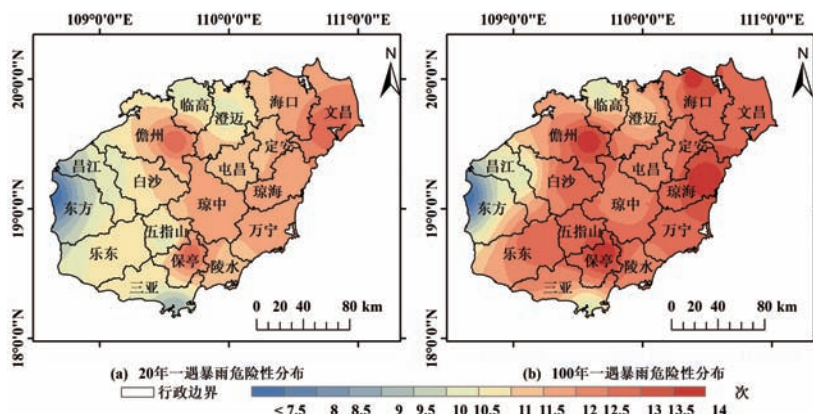 109°0'0"E 110°0'0"E 111°0'0"E
109°0'0"E 110°0'0"E 111°0'0"E
20°0'0"N
19°0'0"N
18°0'0"N
N
临高
海口
澄迈
文昌
儋州
定安
昌江
屯昌
白沙
琼海
东方
琼中
五指山
万宁
乐东
保亭
陵水
三亚
0 20 40 80 km
20°0'0"N
19°0'0"N
18°0'0"N
N
临高
海口
澄迈
文昌
儋州
定安
昌江
屯昌
白沙
琼海
东方
琼中
五指山
万宁
乐东
保亭
陵水
三亚
0 20 40 80 km
(a) 20年一遇暴雨危险性分布
(b) 100年一遇暴雨危险性分布
行政边界
次
<7.5 8 8.5 9 9.5 10 10.5 11 11.5 12 12.5 13 13.5 14